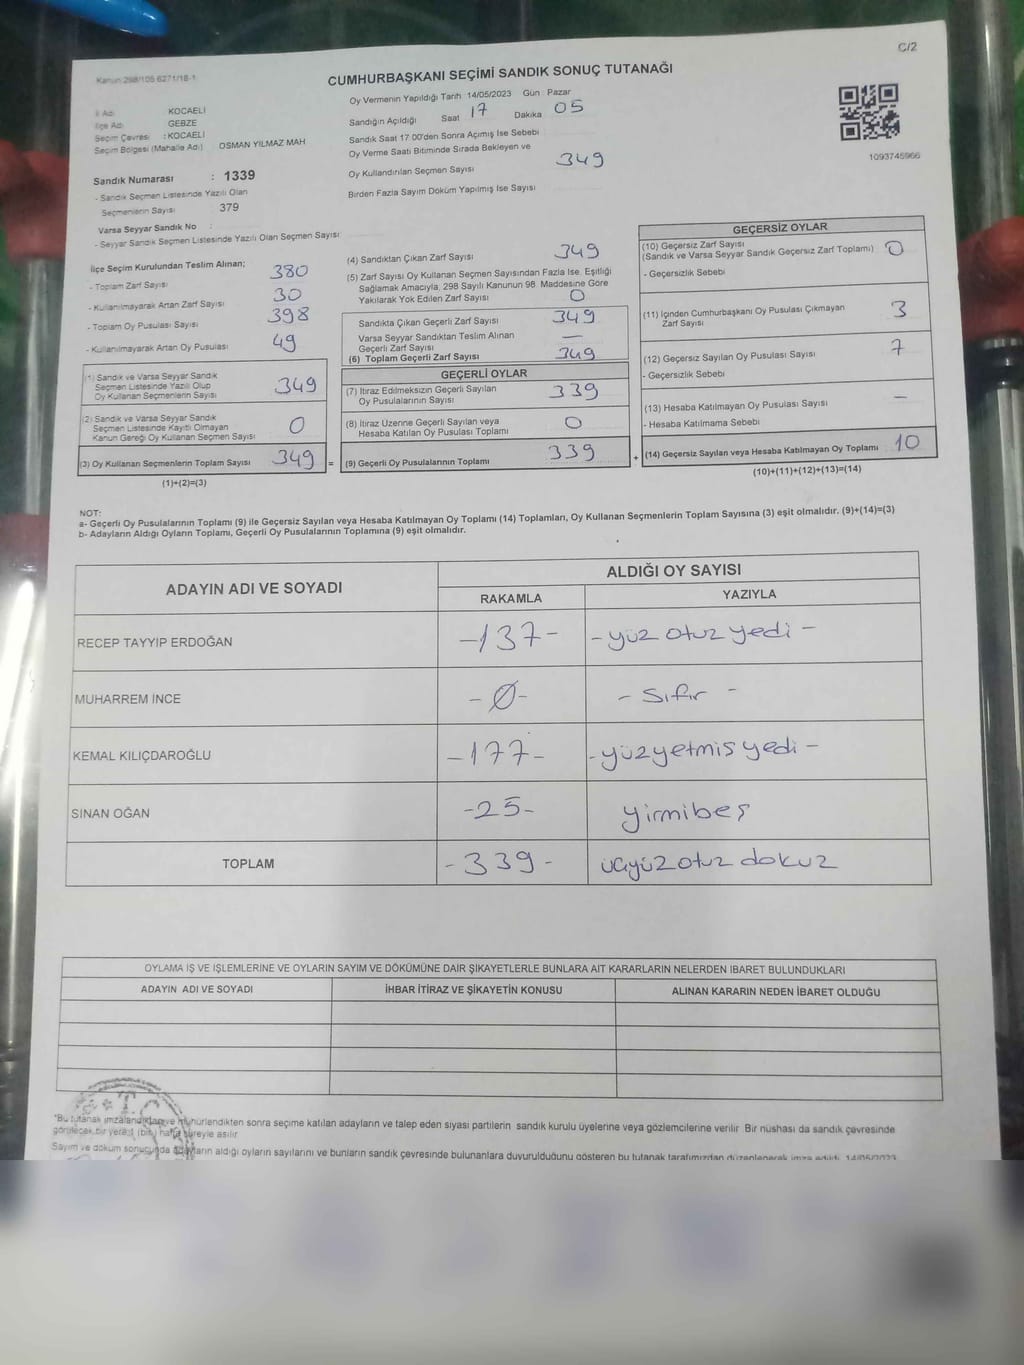 C/2
Kanun 298/105 6271/18-1
CUMHURBAŞKANI SEÇİMİ SANDIK SONUÇ TUTANAĞI
İl Adı KOCAELİ
İlçe Adı GEBZE
Seçim Çevresi : KOCAELİ
Seçim Bölgesi (Mahalle Adı) OSMAN YILMAZ MAH
Sandık Numarası : 1339
- Sandık Seçmen Listesinde Yazılı Olan
Seçmenlerin Sayısı 379
Varsa Seyyar Sandık No :
- Seyyar Sandık Seçmen Listesinde Yazılı Olan Seçmen Sayısı
Oy Vermenin Yapıldığı Tarih 14/05/2023 Gün : Pazar
Sandığın Açıldığı Saat 17 Dakika 05
Sandık Saat 17 00'den Sonra Açımış İse Sebebi
Oy Verme Saati Bitiminde Sırada Bekleyen ve
Oy Kullandırılan Seçmen Sayısı 349
Birden Fazla Sayım Döküm Yapılmış İse Sayısı
1093745966
İlçe Seçim Kurulundan Teslim Alınan;
- Toplam Zarf Sayısı 380
- Kullanılmayarak Artan Zarf Sayısı 30
- Toplam Oy Pusulası Sayısı 398
- Kullanılmayarak Artan Oy Pusulası 49
(1) Sandık ve Varsa Seyyar Sandık
Seçmen Listesinde Yazılı Olup
Oy Kullanan Seçmenlerin Sayısı 349
(2) Sandık ve Varsa Seyyar Sandık
Seçmen Listesinde Kayıtlı Olmayan
Kanun Gereği Oy Kullanan Seçmen Sayısı 0
(3) Oy Kullanan Seçmenlerin Toplam Sayısı 349 =
(1)+(2)=(3)
(4) Sandıktan Çıkan Zarf Sayısı 349
(5) Zarf Sayısı Oy Kullanan Seçmen Sayısından Fazla İse, Eşitliği
Sağlamak Amacıyla, 298 Sayılı Kanunun 98 Maddesine Göre
Yakılarak Yok Edilen Zarf Sayısı 0
Sandıkta Çıkan Geçerli Zarf Sayısı 349
Varsa Seyyar Sandıktan Teslim Alınan
Geçerli Zarf Sayısı —
(6) Toplam Geçerli Zarf Sayısı 349
GEÇERLİ OYLAR
(7) İtiraz Edilmeksizin Geçerli Sayılan
Oy Pusulalarının Sayısı 339
(8) İtiraz Üzerine Geçerli Sayılan veya
Hesaba Katılan Oy Pusulası Toplamı 0
(9) Geçerli Oy Pusulalarının Toplamı 339 +
GEÇERSİZ OYLAR
(10) Geçersiz Zarf Sayısı
(Sandık ve Varsa Seyyar Sandık Geçersiz Zarf Toplamı) 0
- Geçersizlik Sebebi
(11) İçinden Cumhurbaşkanı Oy Pusulası Çıkmayan
Zarf Sayısı 3
(12) Geçersiz Sayılan Oy Pusulası Sayısı 7
- Geçersizlik Sebebi
(13) Hesaba Katılmayan Oy Pusulası Sayısı —
- Hesaba Katılmama Sebebi
(14) Geçersiz Sayılan veya Hesaba Katılmayan Oy Toplamı 10
(10)+(11)+(12)+(13)=(14)
NOT:
a- Geçerli Oy Pusulalarının Toplamı (9) ile Geçersiz Sayılan veya Hesaba Katılmayan Oy Toplamı (14) Toplamları, Oy Kullanan Seçmenlerin Toplam Sayısına (3) eşit olmalıdır. (9)+(14)=(3)
b- Adayların Aldığı Oyların Toplamı, Geçerli Oy Pusulalarının Toplamına (9) eşit olmalıdır.
ADAYIN ADI VE SOYADI ALDIĞI OY SAYISI
RAKAMLA YAZIYLA
RECEP TAYYIP ERDOĞAN -137- - yüz otuz yedi -
MUHARREM İNCE -0- - sıfır -
KEMAL KILIÇDAROĞLU -177- - yüzyetmiş yedi -
SİNAN OĞAN -25- yirmibeş
TOPLAM -339- üçyüz otuz dokuz
OYLAMA İŞ VE İŞLEMLERİNE VE OYLARIN SAYIM VE DÖKÜMÜNE DAİR ŞİKAYETLERLE BUNLARA AİT KARARLARIN NELERDEN İBARET BULUNDUKLARI
ADAYIN ADI VE SOYADI İHBAR İTİRAZ VE ŞİKAYETİN KONUSU ALINAN KARARIN NEDEN İBARET OLDUĞU
T.
"Bu tutanak imzalandıktan ve mühürlendikten sonra seçime katılan adayların ve talep eden siyasi partilerin sandık kurulu üyelerine veya gözlemcilerine verilir Bir nüshası da sandık çevresinde
görülecek bir yere 1 (bir) hafta süreyle asılır
Sayım ve döküm sonucunda adayların aldığı oyların sayılarını ve bunların sandık çevresinde bulunanlara duyurulduğunu gösteren bu tutanak tarafımızdan düzenlenerek imza edildi 14/05/2023